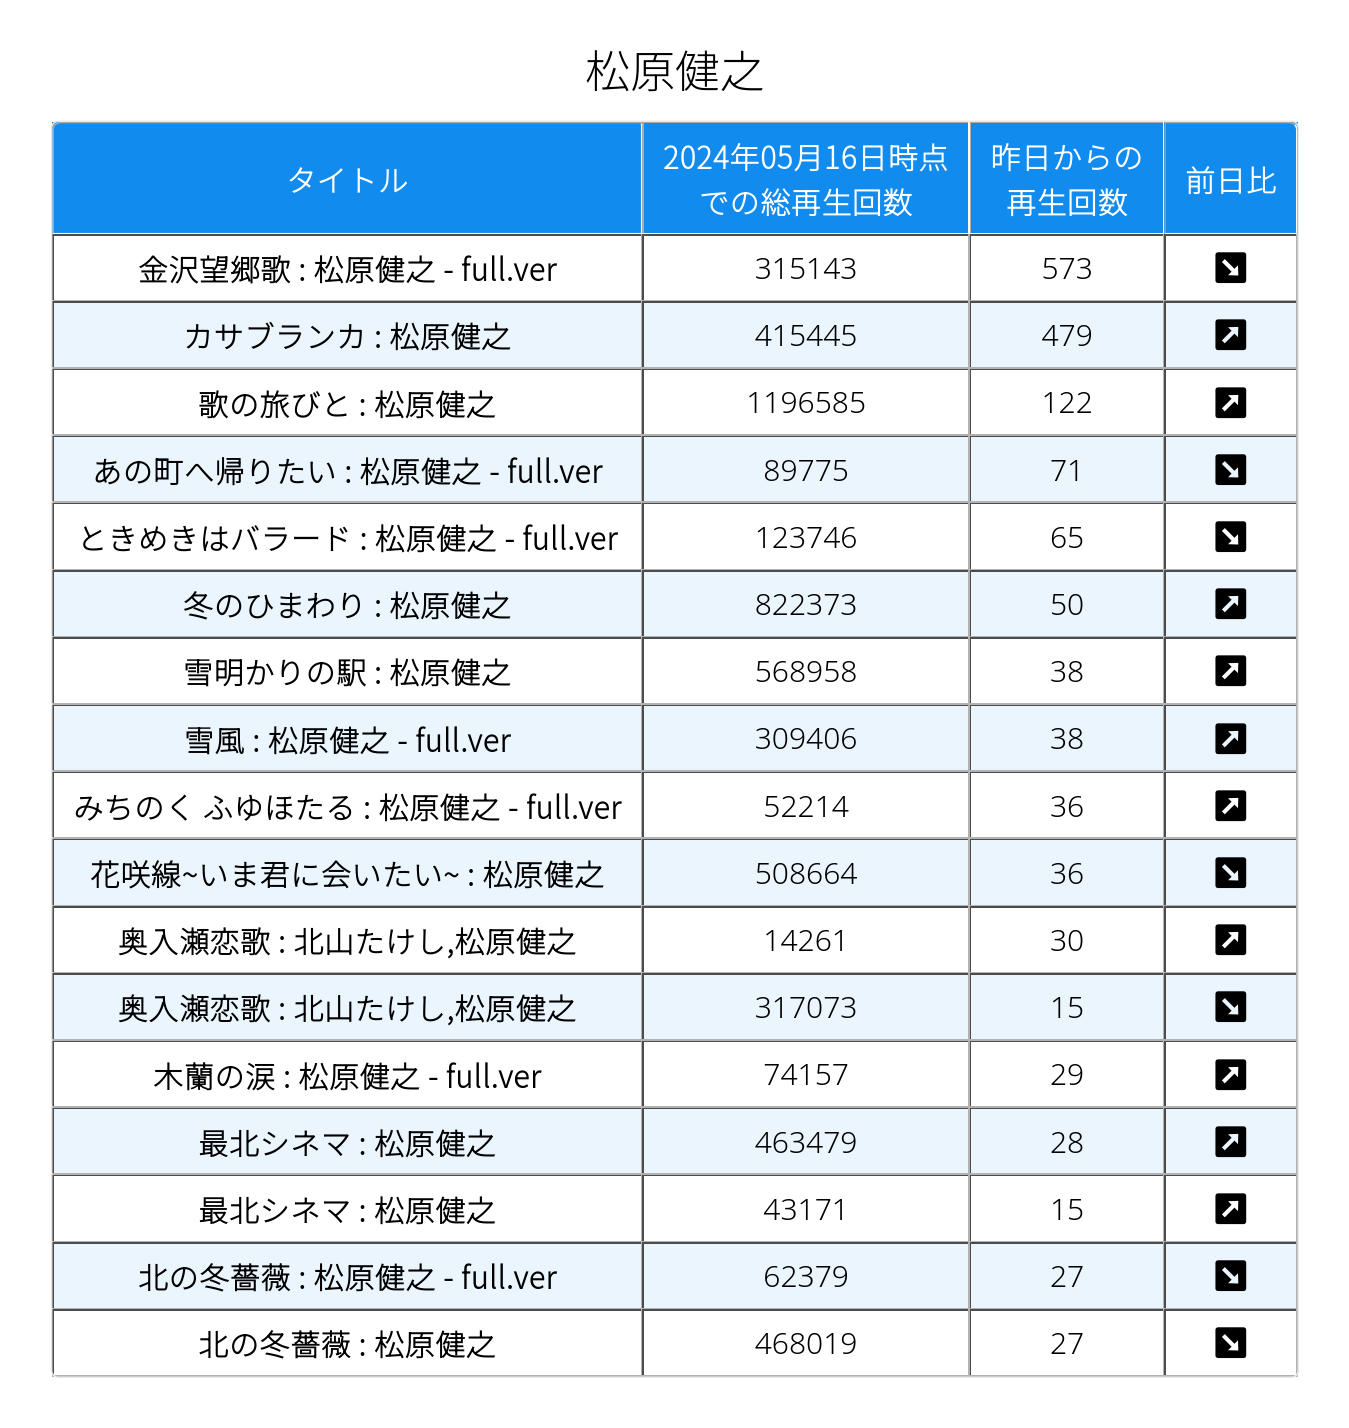 松原健之
タイトル
2024年05月16日時点
での総再生回数
昨日からの
再生回数
前日比
金沢望郷歌 : 松原健之 - full.ver 315143 573 ↘
カサブランカ : 松原健之 415445 479 ↗
歌の旅びと : 松原健之 1196585 122 ↗
あの町へ帰りたい : 松原健之 - full.ver 89775 71 ↘
ときめきはバラード : 松原健之 - full.ver 123746 65 ↘
冬のひまわり : 松原健之 822373 50 ↗
雪明かりの駅 : 松原健之 568958 38 ↗
雪風 : 松原健之 - full.ver 309406 38 ↗
みちのく ふゆほたる : 松原健之 - full.ver 52214 36 ↗
花咲線~いま君に会いたい~ : 松原健之 508664 36 ↘
奥入瀬恋歌 : 北山たけし,松原健之 14261 30 ↗
奥入瀬恋歌 : 北山たけし,松原健之 317073 15 ↘
木蘭の涙 : 松原健之 - full.ver 74157 29 ↗
最北シネマ : 松原健之 463479 28 ↗
最北シネマ : 松原健之 43171 15 ↗
北の冬薔薇 : 松原健之 - full.ver 62379 27 ↘
北の冬薔薇 : 松原健之 468019 27 ↘